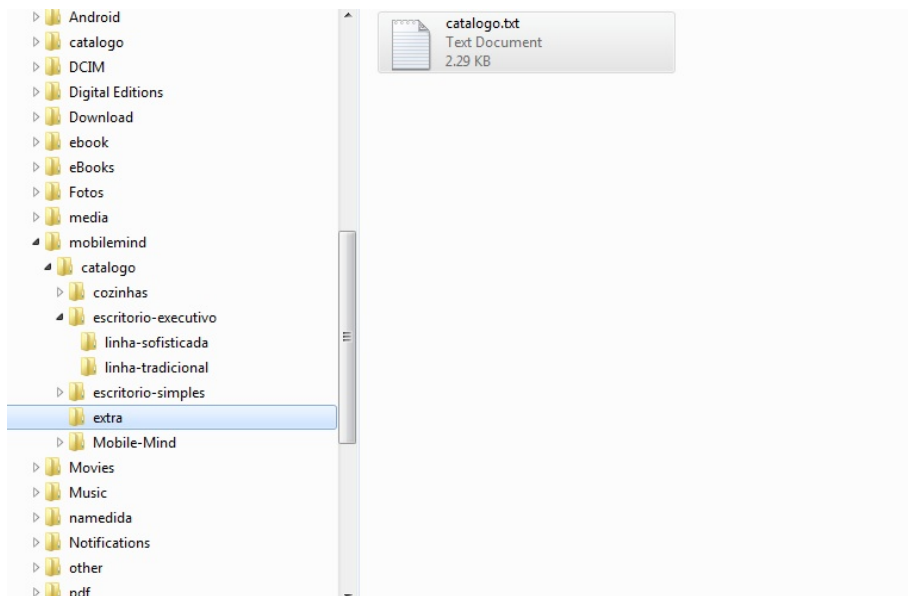 Android
catalogo
DCIM
Digital Editions
Download
ebook
eBooks
Fotos
media
mobilemind
catalogo
cozinhas
escritorio-executivo
linha-sofisticada
linha-tradicional
escritorio-simples
extra
Mobile-Mind
Movies
Music
namedida
Notifications
other
pdf
catalogo.txt
Text Document
2.29 KB